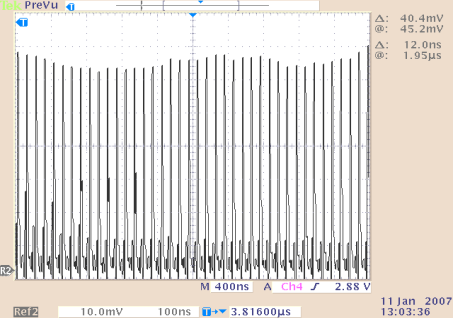 PreVu
Δ: 40.4mV
@: 45.2mV
Δ: 12.0ns
@: 1.95µs
R2
M 400ns A Ch4 ∫ 2.88 V
Ref2 10.0mV 100ns T→▼ 3.81600µs
11 Jan 2007
13:03:36